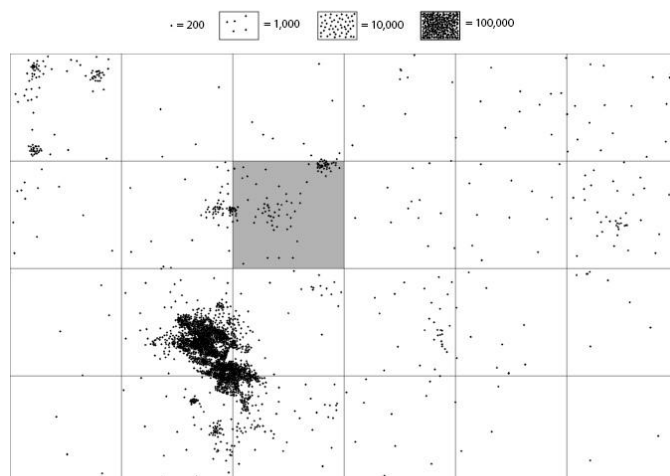 = 200 = 1,000 = 10,000 = 100,000